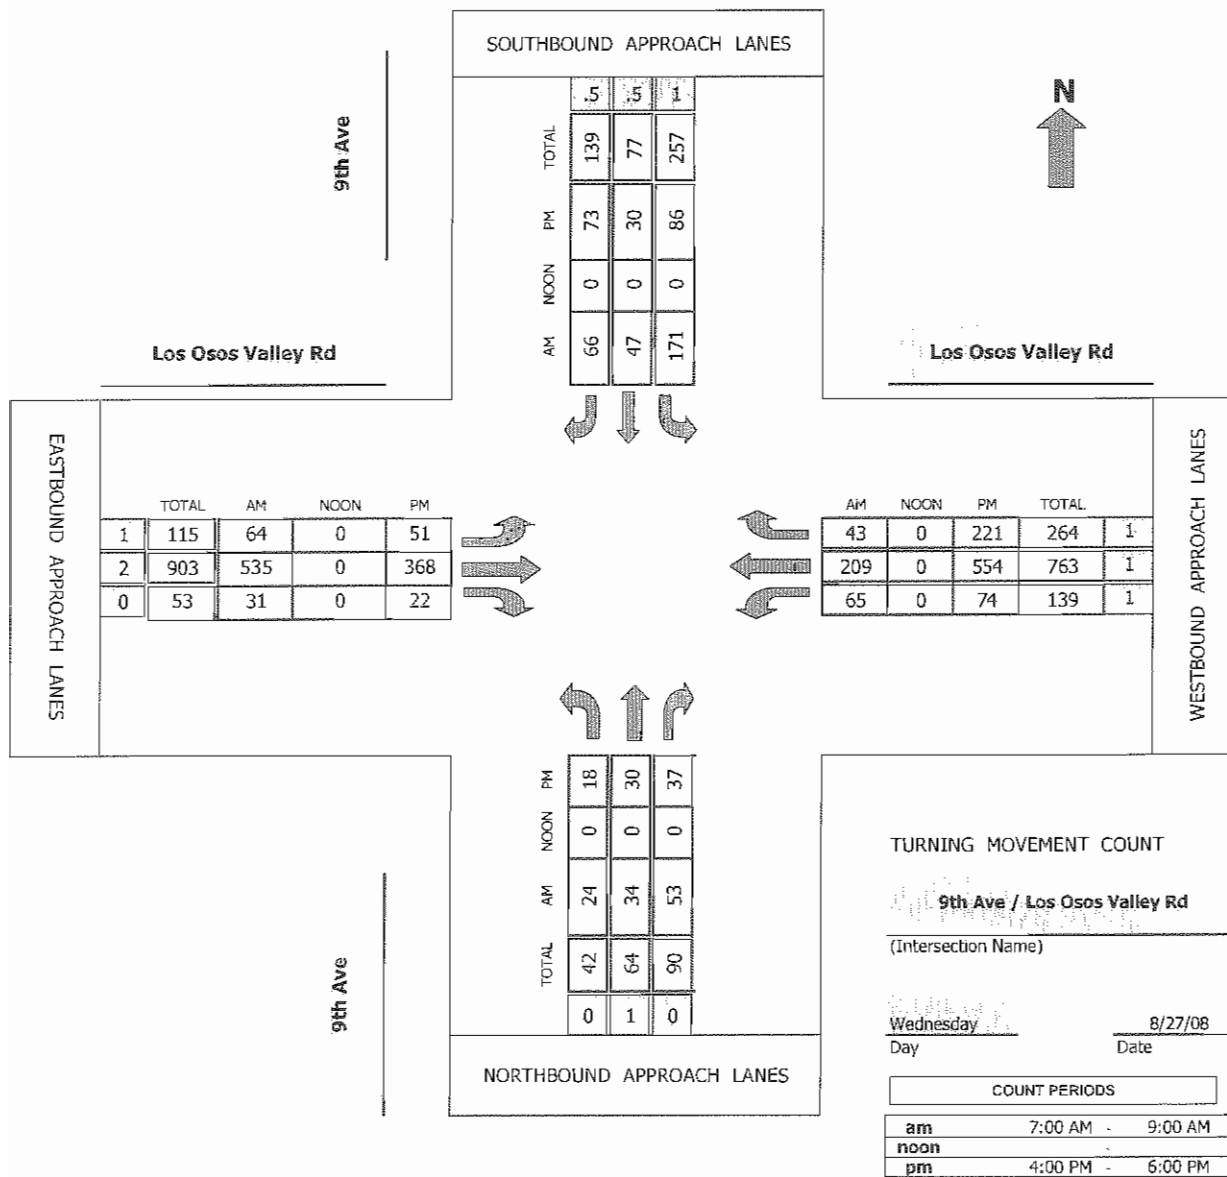 SOUTHBOUND APPROACH LANES
.5 .5 1
TOTAL 139 77 257
PM 73 30 86
NOON 0 0 0
AM 66 47 171
9th Ave
N
Los Osos Valley Rd
Los Osos Valley Rd
EASTBOUND APPROACH LANES
TOTAL AM NOON PM
1 115 64 0 51
2 903 535 0 368
0 53 31 0 22
AM NOON PM TOTAL
43 0 221 264 1
209 0 554 763 1
65 0 74 139 1
WESTBOUND APPROACH LANES
PM 18 30 37
NOON 0 0 0
AM 24 34 53
TOTAL 42 64 90
0 1 0
NORTHBOUND APPROACH LANES
9th Ave
TURNING MOVEMENT COUNT
9th Ave / Los Osos Valley Rd
(Intersection Name)
Wednesday 8/27/08
Day Date
COUNT PERIODS
am 7:00 AM - 9:00 AM
noon -
pm 4:00 PM - 6:00 PM